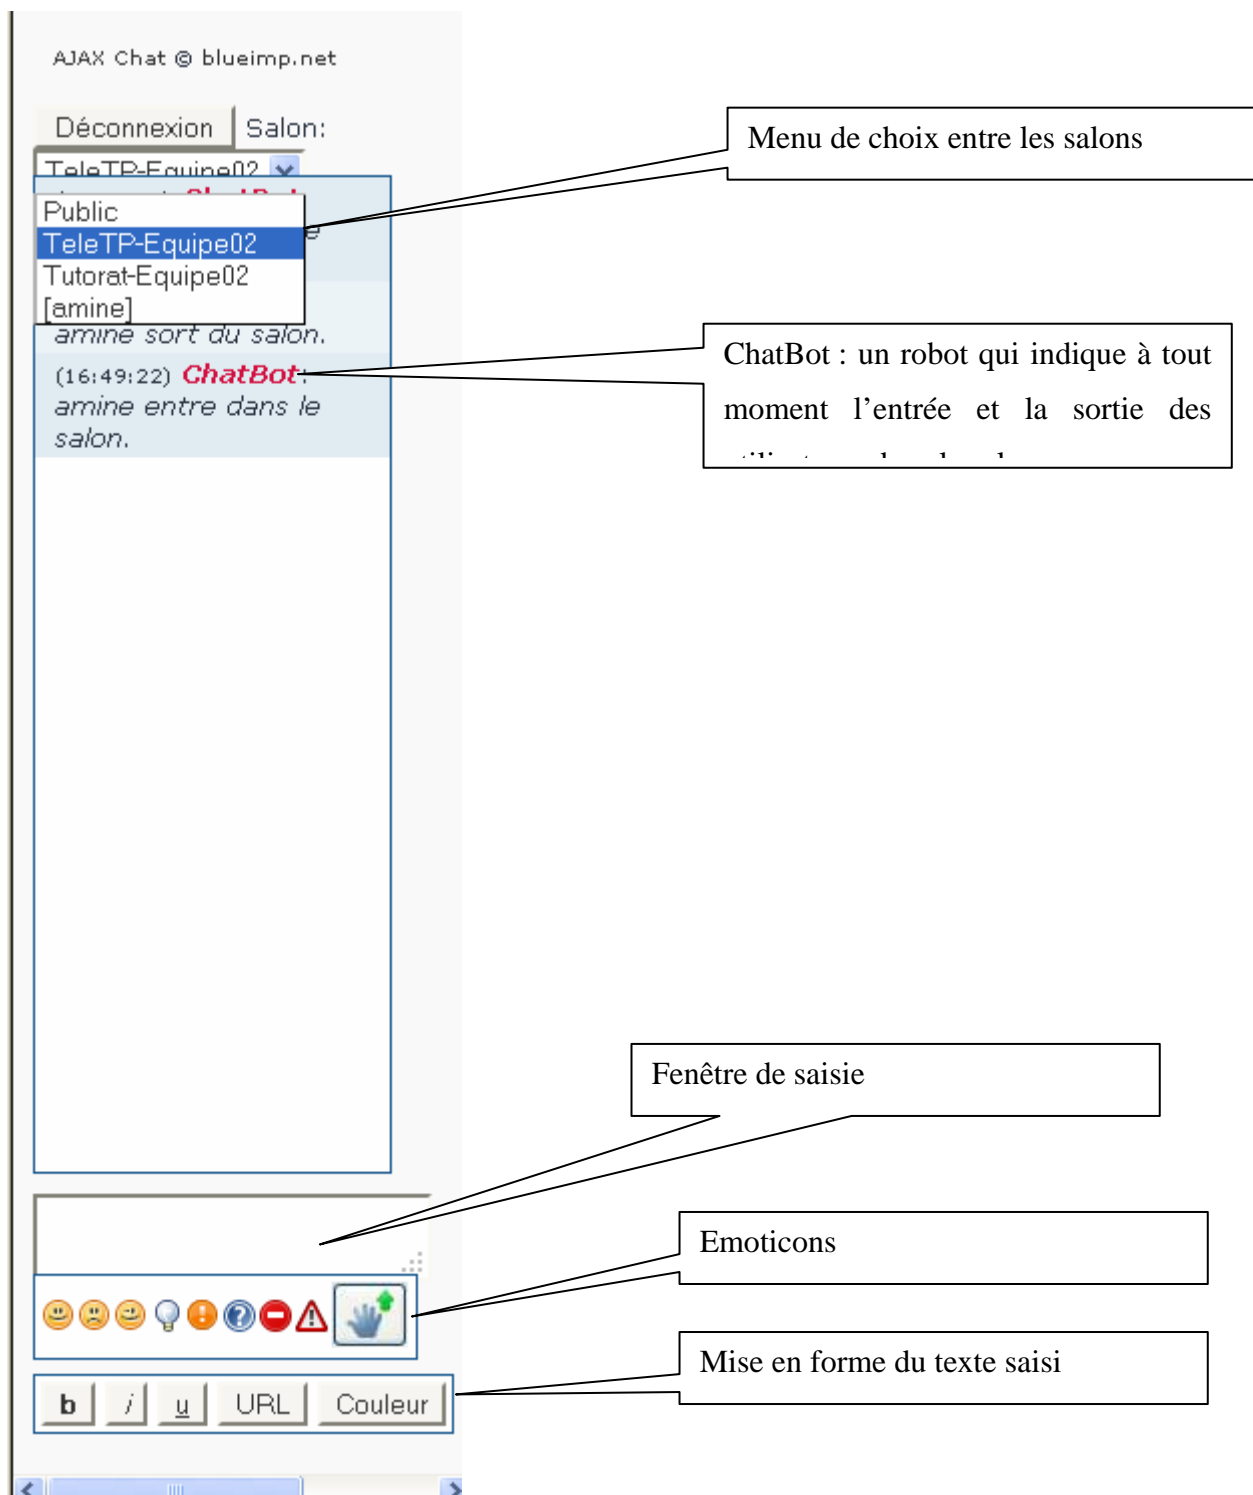 AJAX Chat © blueimp.net
Déconnexion Salon:
TeleTP-Equipe02
Public
TeleTP-Equipe02
Tutorat-Equipe02
[amine]
amine sort du salon.
(16:49:22) ChatBot:
amine entre dans le
salon.
Menu de choix entre les salons
ChatBot : un robot qui indique à tout
moment l’entrée et la sortie des
Fenêtre de saisie
Emoticons
Mise en forme du texte saisi
b i u URL Couleur